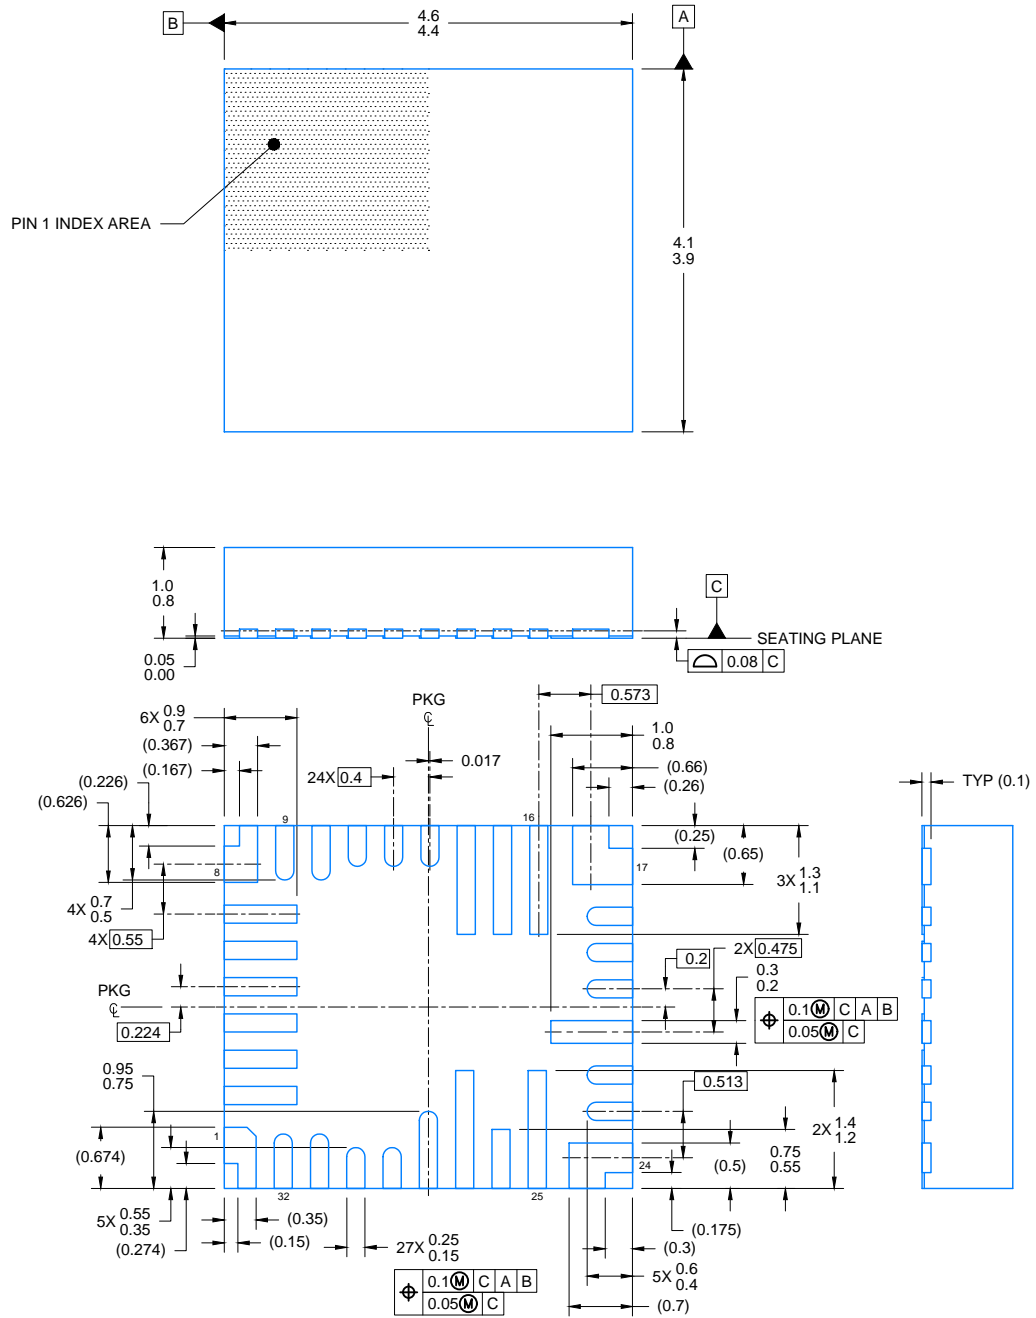 B
4.6
4.4
A
PIN 1 INDEX AREA
4.1
3.9
1.0
0.8
C
SEATING PLANE
0.05
0.00
0.08 C
PKG
℄
0.573
6X 0.9
0.7
1.0
0.8
(0.367)
0.017
(0.66)
(0.167)
24X 0.4
TYP (0.1)
(0.226)
(0.26)
(0.626)
9
16
(0.25)
(0.65)
8
17
3X 1.3
1.1
4X 0.7
0.5
4X 0.55
2X 0.475
0.2
0.3
0.2
PKG
℄
⌖ 0.1Ⓜ C A B
0.05Ⓜ C
0.224
0.95
0.75
0.513
1
2X 1.4
1.2
0.75
0.55
(0.674)
24
(0.5)
32
25
5X 0.55
0.35
(0.35)
(0.175)
(0.274)
(0.15)
27X 0.25
0.15
(0.3)
5X 0.6
0.4
⌖ 0.1Ⓜ C A B
0.05Ⓜ C
(0.7)